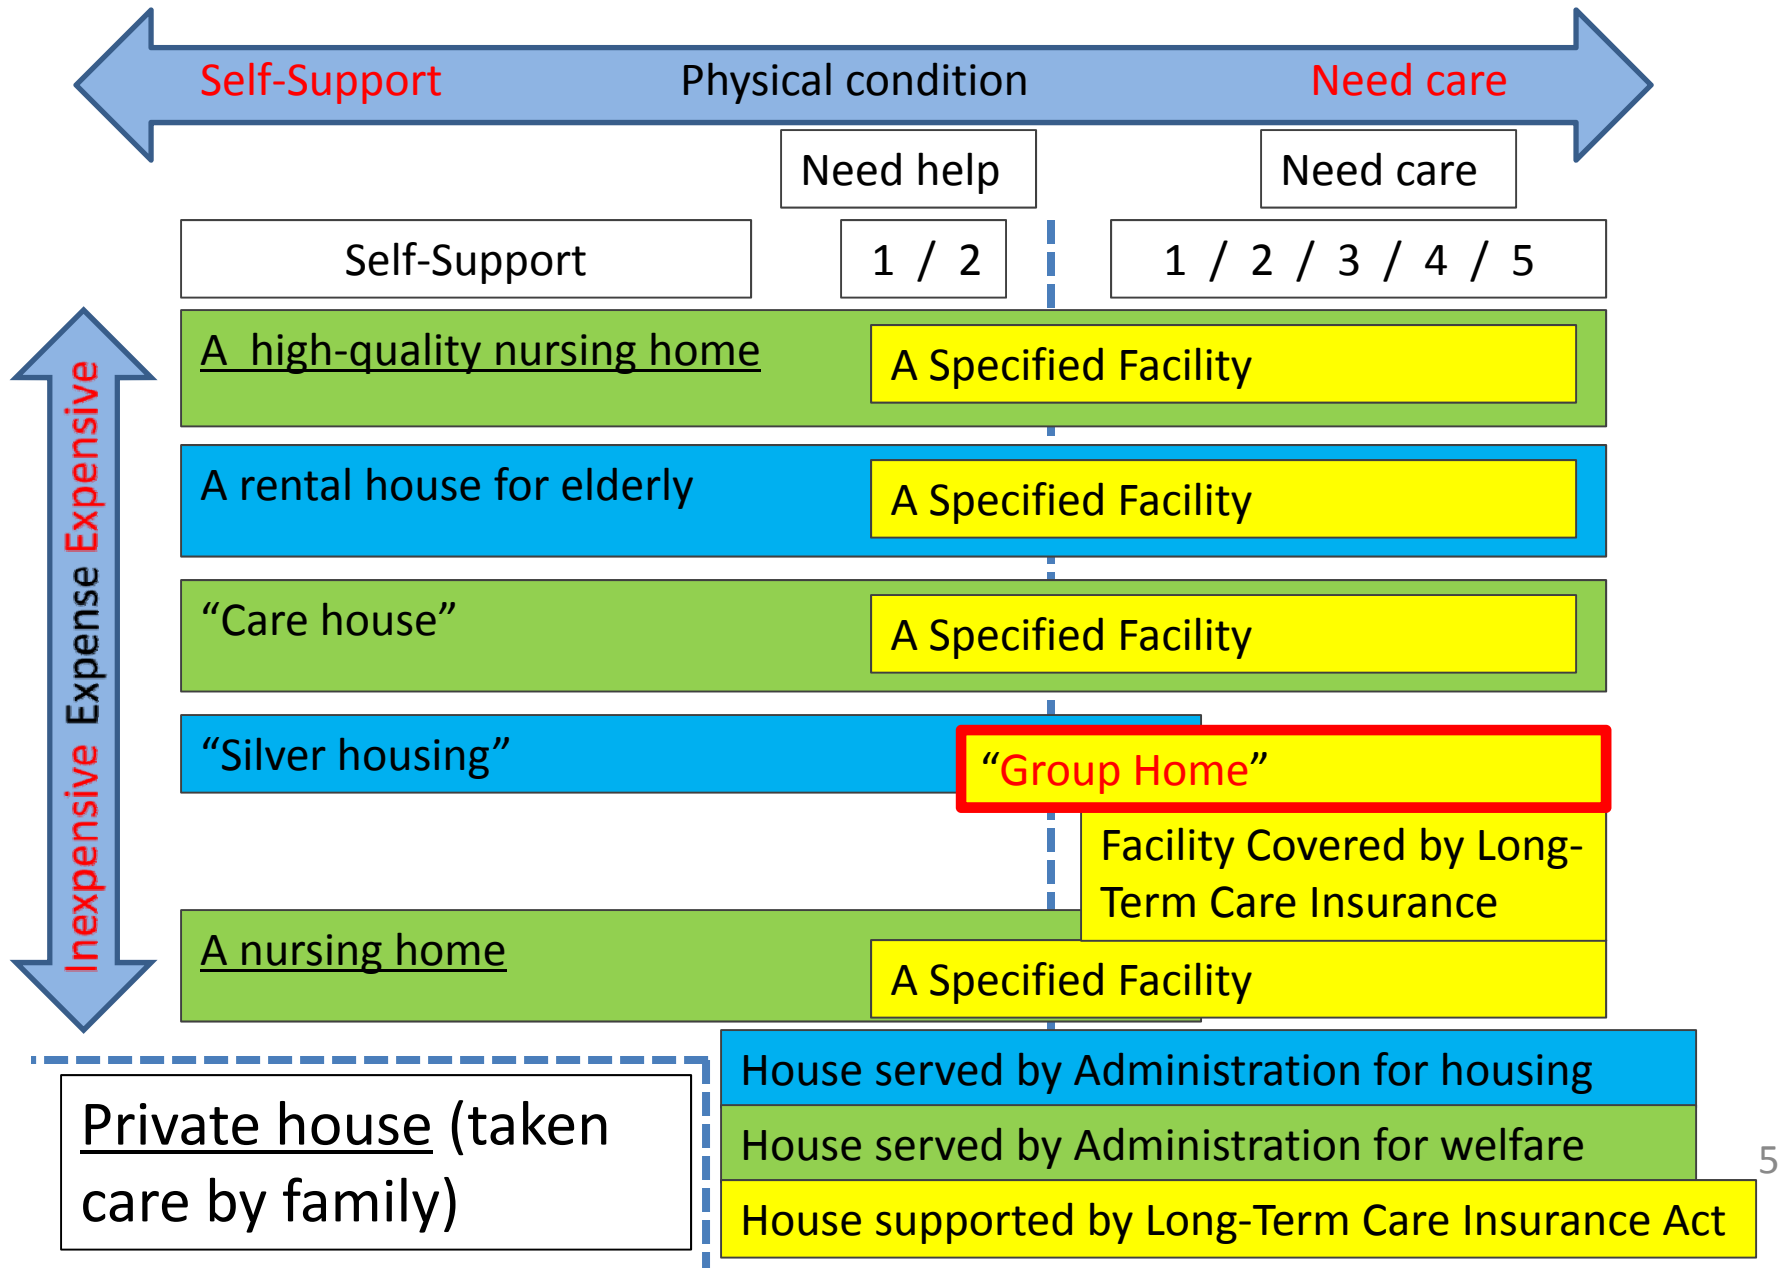 Self-Support Physical condition Need care
Need help Need care
Self-Support 1 / 2 1 / 2 / 3 / 4 / 5
Inexpensive Expense Expensive
A high-quality nursing home A Specified Facility
A rental house for elderly A Specified Facility
“Care house” A Specified Facility
“Silver housing” “Group Home”
Facility Covered by Long-
Term Care Insurance
A nursing home A Specified Facility
Private house (taken
care by family)
House served by Administration for housing
House served by Administration for welfare
House supported by Long-Term Care Insurance Act
5